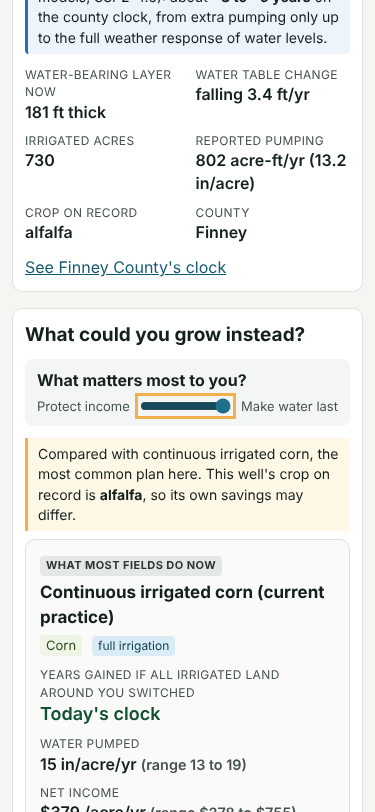 the county clock, from extra pumping only up
to the full weather response of water levels.
WATER-BEARING LAYER NOW
181 ft thick
WATER TABLE CHANGE
falling 3.4 ft/yr
IRRIGATED ACRES
730
REPORTED PUMPING
802 acre-ft/yr (13.2
in/acre)
CROP ON RECORD
alfalfa
COUNTY
Finney
See Finney County's clock
What could you grow instead?
What matters most to you?
Protect income
Make water last
Compared with continuous irrigated corn, the
most common plan here. This well's crop on
record is alfalfa, so its own savings may
differ.
WHAT MOST FIELDS DO NOW
Continuous irrigated corn (current
practice)
Corn
full irrigation
YEARS GAINED IF ALL IRRIGATED LAND
AROUND YOU SWITCHED
Today's clock
WATER PUMPED
15 in/acre/yr (range 13 to 19)
NET INCOME